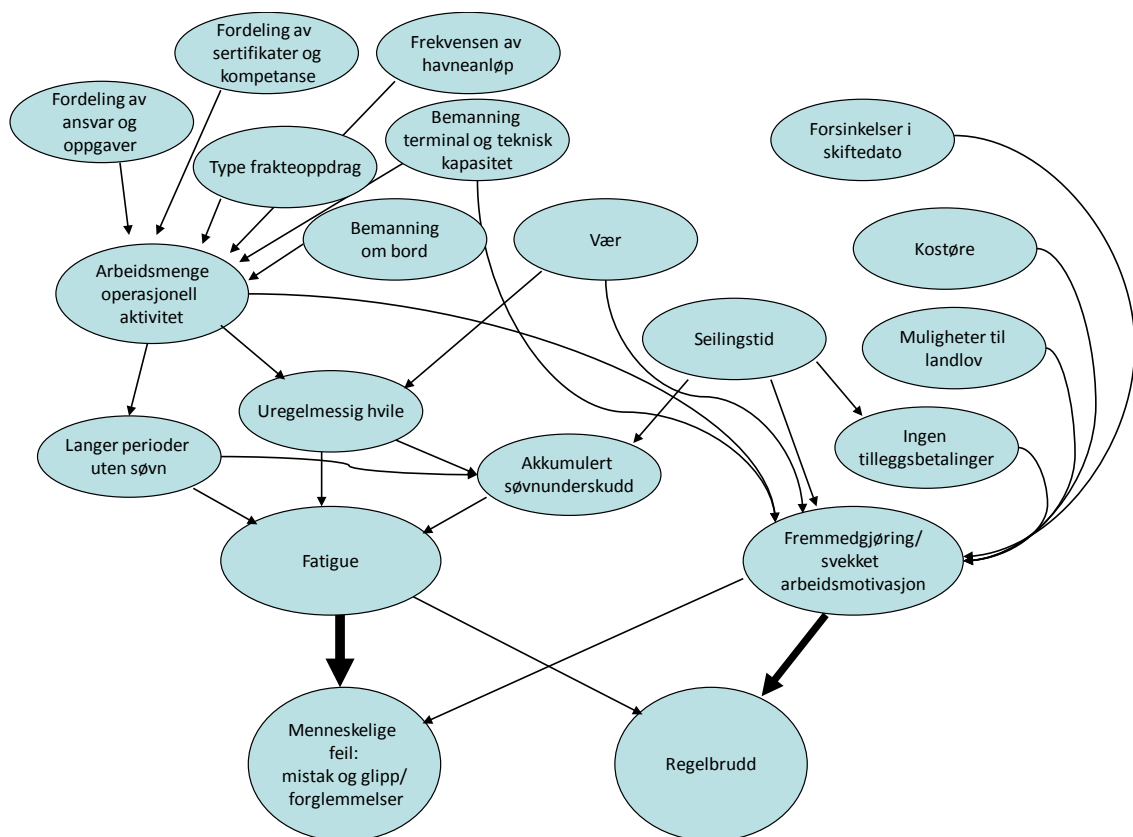 Fordeling av
sertifikater og
kompetanse
Frekvensen av
havneanløp
Fordeling av
ansvar og
oppgaver
Bemanning
terminal og teknisk
kapasitet
Forsinkelser i
skiftedato
Type frakteoppdrag
Bemanning
om bord
Vær
Kostøre
Arbeidsmenge
operasjonell
aktivitet
Seilingstid
Muligheter til
landlov
Uregelmessig hvile
Langer perioder
uten søvn
Akkumulert
søvnunderskudd
Ingen
tilleggsbetalinger
Fatigue
Fremmedgjøring/
svekket
arbeidsmotivasjon
Menneskelige
feil:
mistak og glipp/
forglemmelser
Regelbrudd